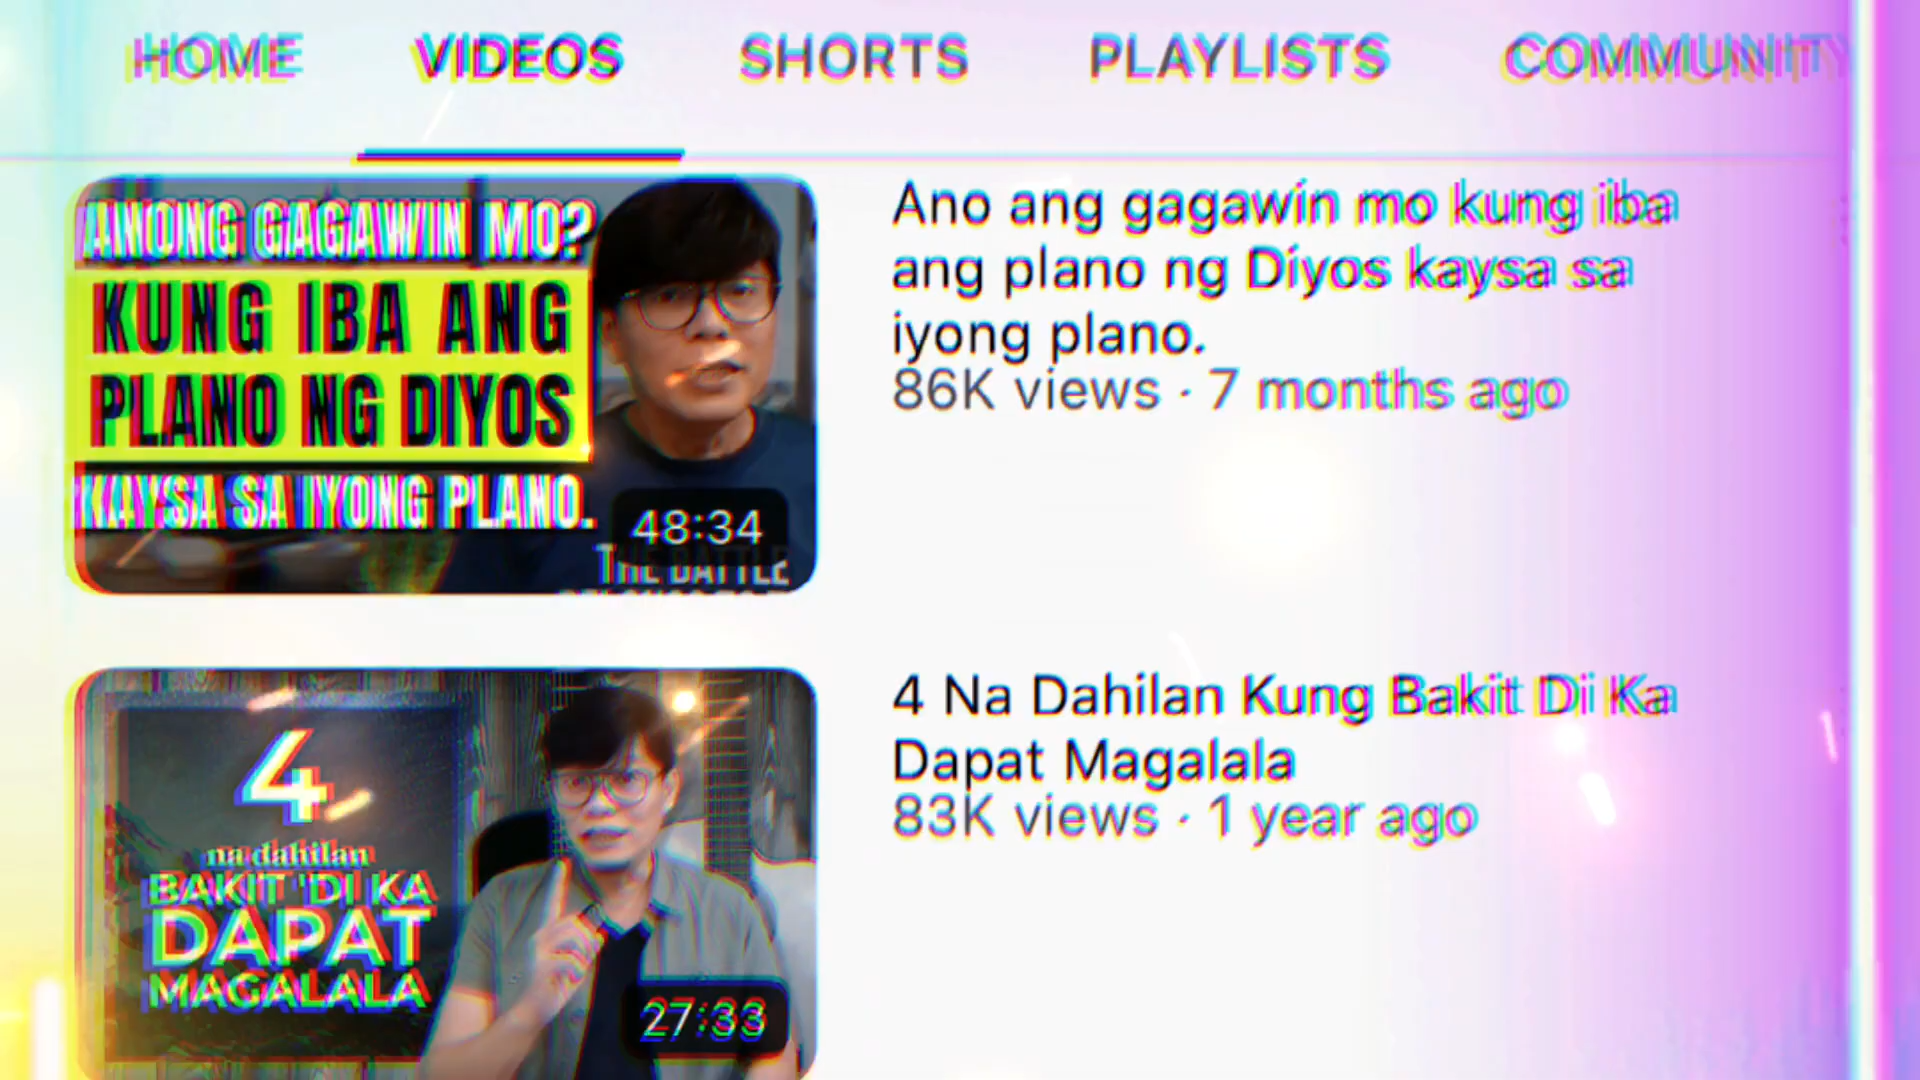 HOME VIDEOS SHORTS PLAYLISTS COMMUNITY
ANONG GAGAWIN MO?
KUNG IBA ANG
PLANO NG DIYOS
KAYSA SA IYONG PLANO.
48:34
THE BATTLE
Ano ang gagawin mo kung iba
ang plano ng Diyos kaysa sa
iyong plano.
86K views · 7 months ago
4
na dahilan
BAKIT 'DI KA
DAPAT
MAGALALA
27:33
4 Na Dahilan Kung Bakit Di Ka
Dapat Magalala
83K views · 1 year ago